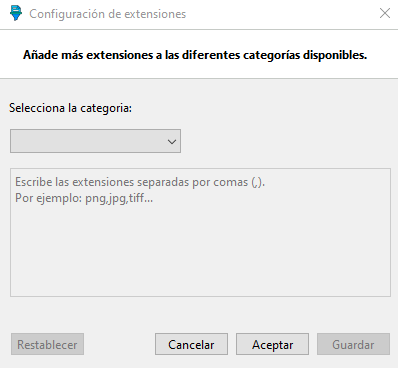 Configuración de extensiones
Añade más extensiones a las diferentes categorías disponibles.
Selecciona la categoria:
Escribe las extensiones separadas por comas (,).
Por ejemplo: png,jpg,tiff...
Restablecer
Cancelar
Aceptar
Guardar